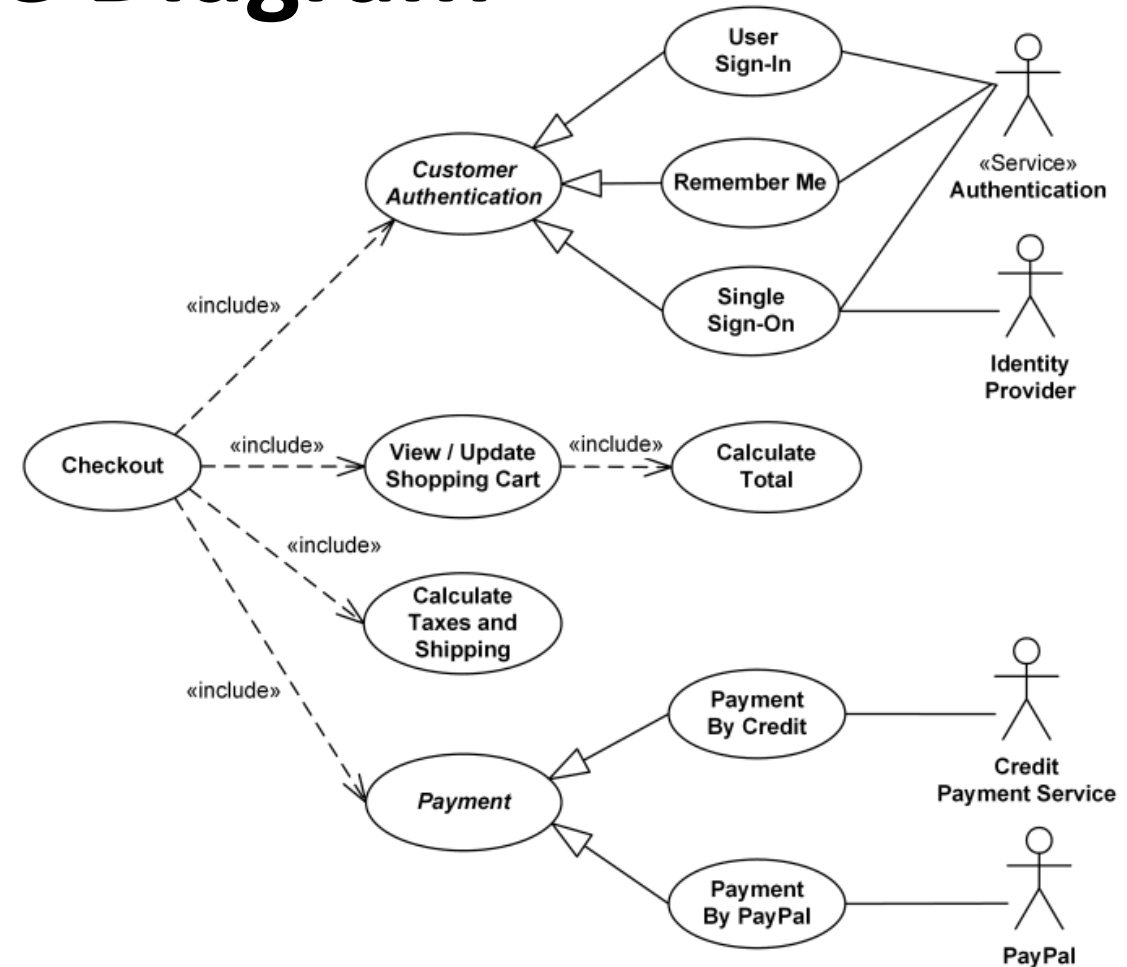 Diagram
User
Sign-In
Customer
Authentication
Remember Me
«Service»
Authentication
«include»
Single
Sign-On
Identity
Provider
Checkout
«include»
View / Update
Shopping Cart
«include»
Calculate
Total
«include»
Calculate
Taxes and
Shipping
«include»
Payment
By Credit
Credit
Payment Service
Payment
Payment
By PayPal
PayPal